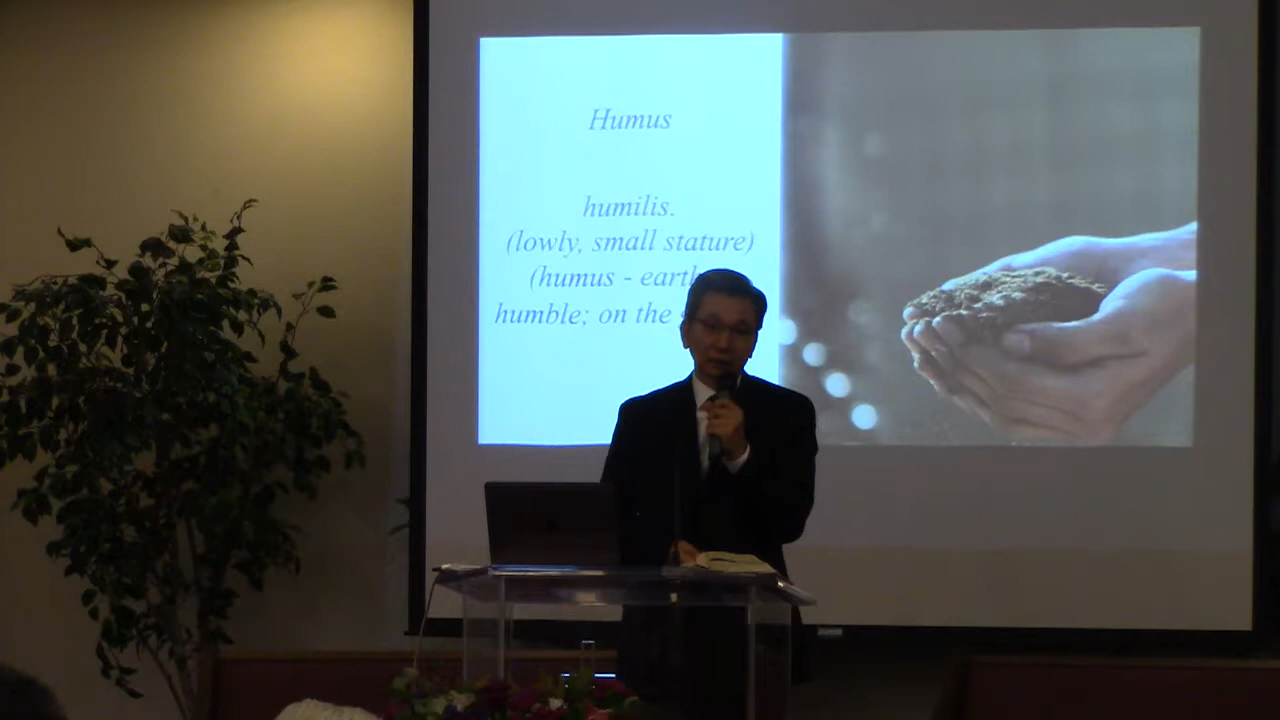 Humus
humilis.
(lowly, small stature)
(humus - earth
humble; on the